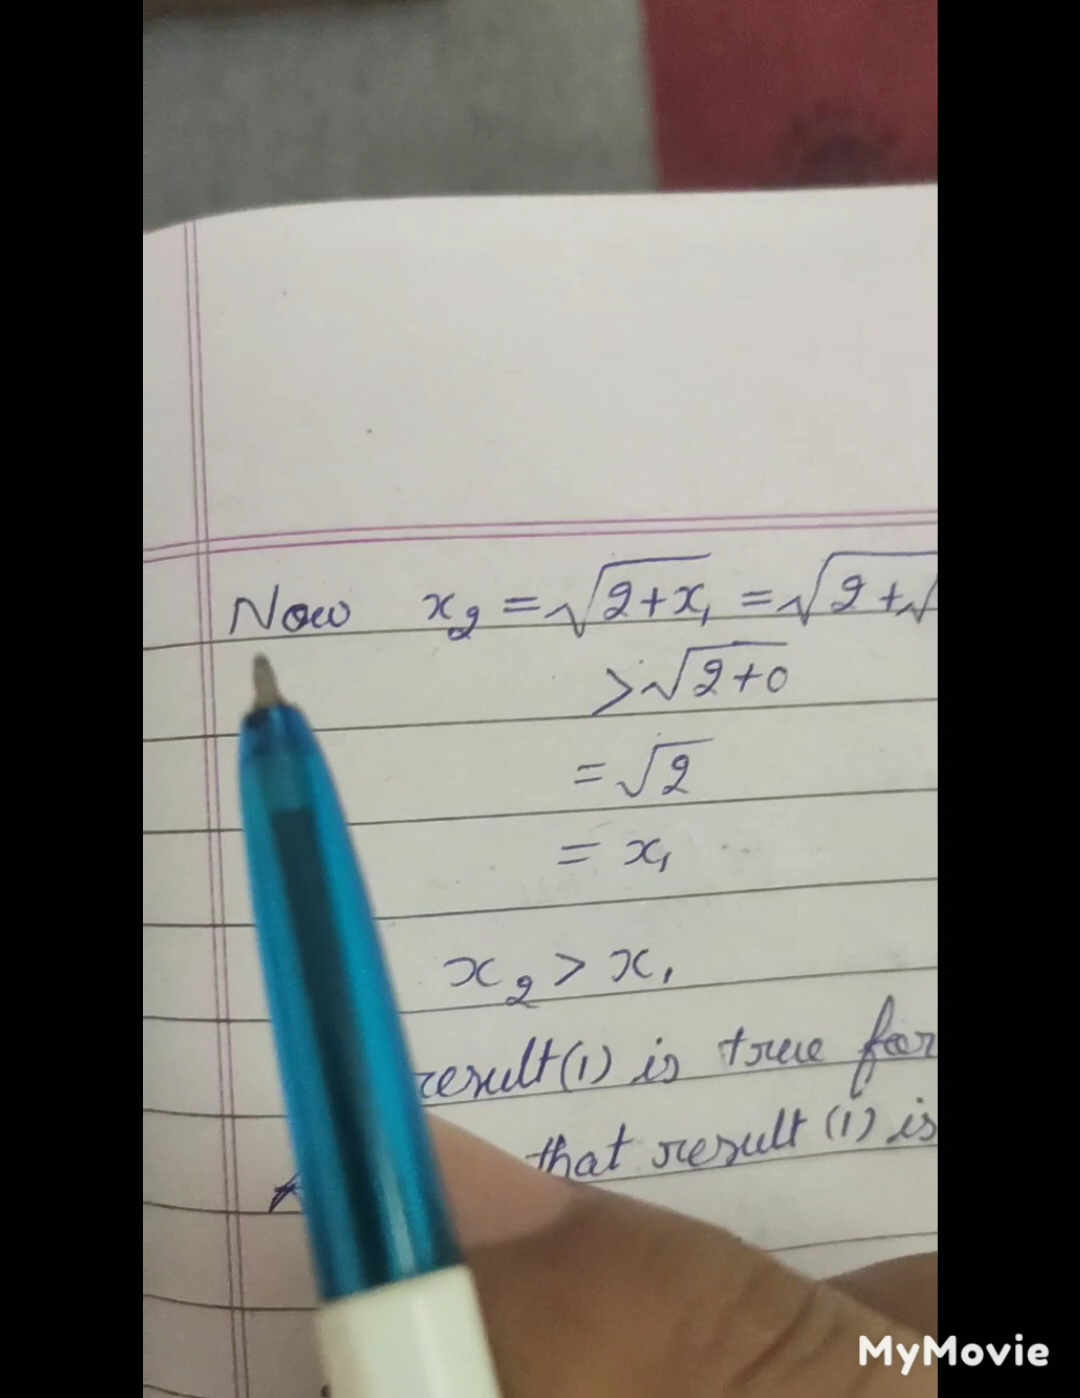 Now x₂ = √2+x₁ = √2+√
> √2+0
= √2
= x₁
x₂ > x₁
result (1) is true for
that result (1) is
MyMovie